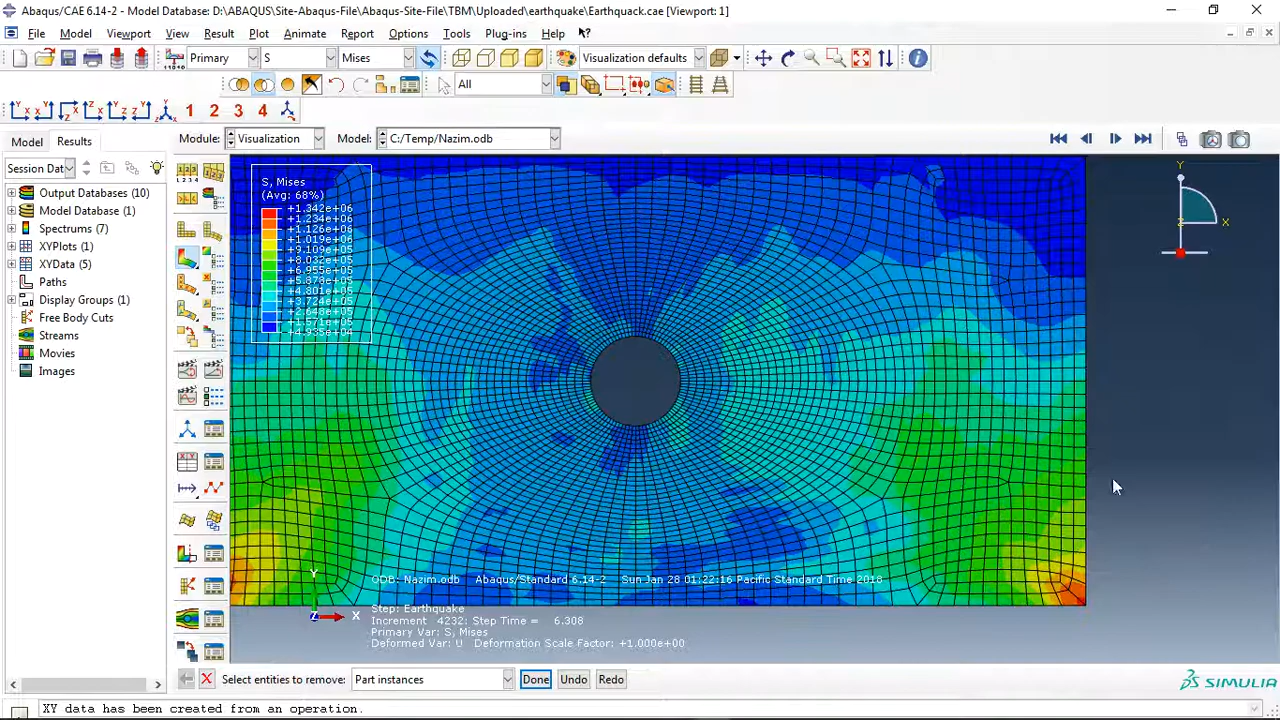 Abaqus/CAE 6.14-2 - Model Database: D:\ABAQUS\Site-Abaqus-File\Abaqus-Site-File\TBM\Uploaded\earthquake\Earthquack.cae [Viewport: 1]
File Model Viewport View Result Plot Animate Report Options Tools Plug-ins Help
Primary S Mises Visualization defaults
All
1 2 3 4
Model Results Module: Visualization Model: C:/Temp/Nazim.odb
Session Dat
Output Databases (10)
Model Database (1)
Spectrums (7)
XYPlots (1)
XYData (5)
Paths
Display Groups (1)
Free Body Cuts
Streams
Movies
Images
S, Mises
(Avg: 68%)
+1.342e+06
+1.234e+06
+1.126e+06
+1.019e+06
+9.109e+05
+8.032e+05
+6.955e+05
+5.878e+05
+4.801e+05
+3.724e+05
+2.648e+05
+1.571e+05
+4.935e+04
Y
Z X
Y
Z X
ODB: Nazim.odb Abaqus/Standard 6.14-2 Sun Jan 28 01:22:16 Pacific Standard Time 2018
Step: Earthquake
Increment 4232: Step Time = 6.308
Primary Var: S, Mises
Deformed Var: U Deformation Scale Factor: +1.000e+00
Select entities to remove: Part instances Done Undo Redo
SIMULIA
XY data has been created from an operation.